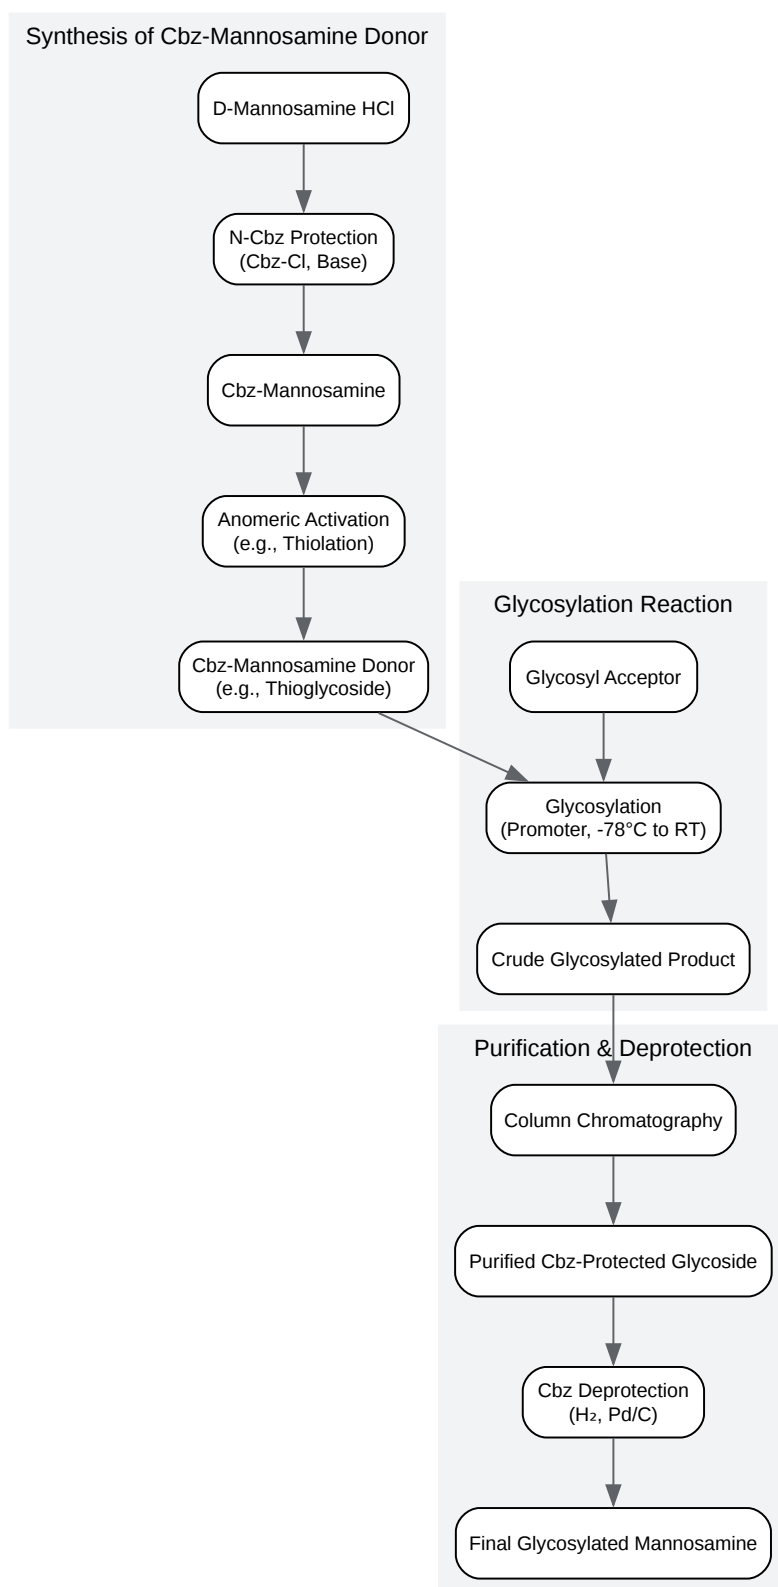 Synthesis of Cbz-Mannosamine Donor
D-Mannosamine HCl
N-Cbz Protection
(Cbz-Cl, Base)
Cbz-Mannosamine
Anomeric Activation
(e.g., Thiolation)
Cbz-Mannosamine Donor
(e.g., Thioglycoside)
Glycosylation Reaction
Glycosyl Acceptor
Glycosylation
(Promoter, -78°C to RT)
Crude Glycosylated Product
Purification & Deprotection
Column Chromatography
Purified Cbz-Protected Glycoside
Cbz Deprotection
(H₂, Pd/C)
Final Glycosylated Mannosamine